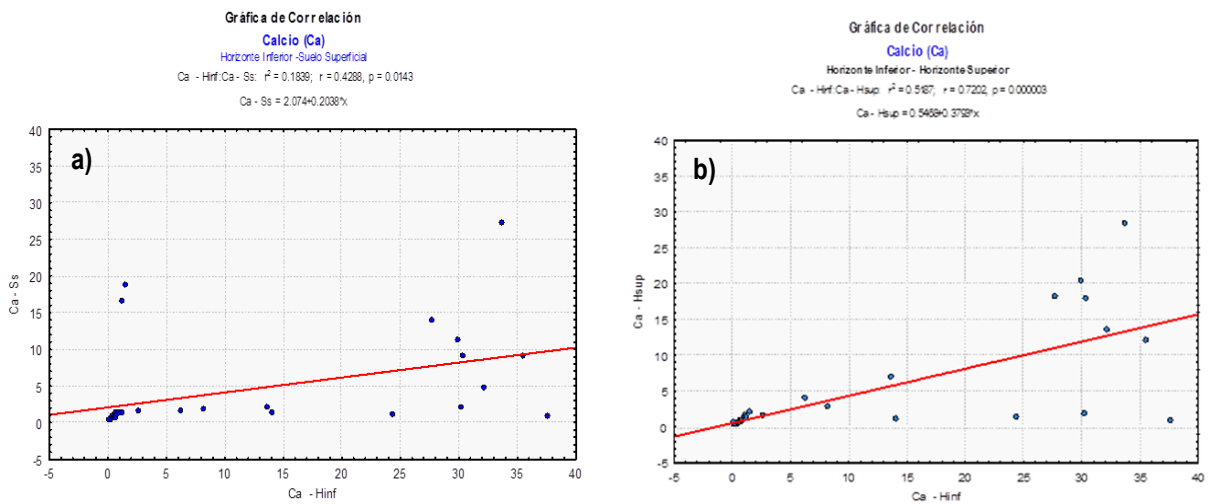 Gráfica de Correlación
Calcio (Ca)
Horizonte Inferior -Suelo Superficial
Ca - Hinf:Ca - Ss: r² = 0.1839; r = 0.4288, p = 0.0143
Ca - Ss = 2.074+0.2038*x
a)
40
35
30
25
20
15
10
5
0
-5
Ca - Ss
-5 0 5 10 15 20 25 30 35 40
Ca - Hinf
Gráfica de Correlación
Calcio (Ca)
Horizonte Inferior - Horizonte Superior
Ca - Hinf:Ca - Hsup: r² = 0.5187; r = 0.7202, p = 0.000003
Ca - Hsup = 0.5469+0.3793*x
b)
40
35
30
25
20
15
10
5
0
-5
Ca - Hsup
-5 0 5 10 15 20 25 30 35 40
Ca - Hinf